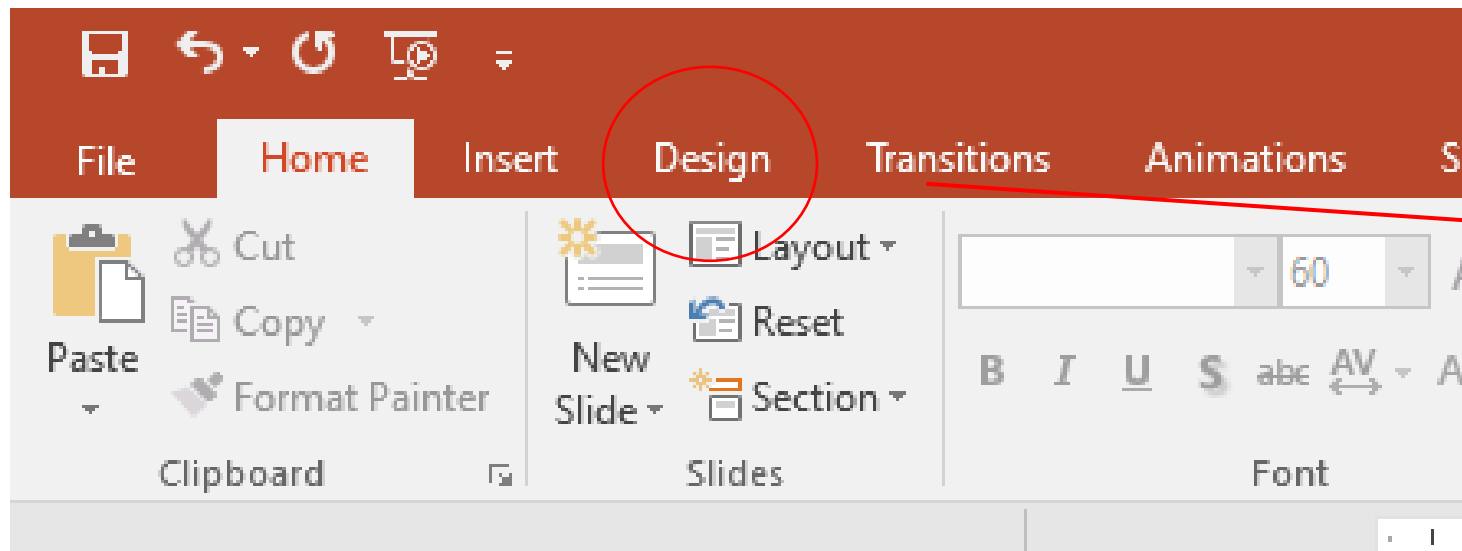 File Home Insert Design Transitions Animations S
Cut Layout 60 A
Copy Reset
Paste New B I U S abc AV A
Format Painter Slide Section
Clipboard Slides Font